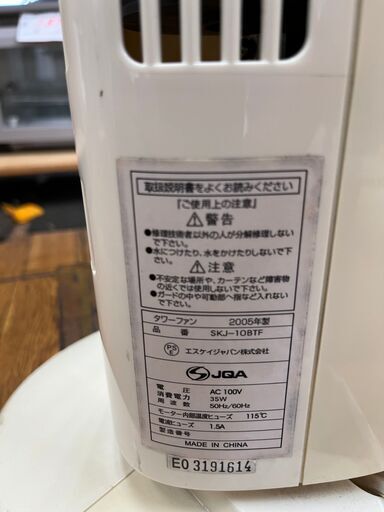 取扱説明書をよくお読みください
『ご使用上の注意』
⚠警告
●修理技術者以外の人が分解修理しない
で下さい。
●水につけたり、水をかけたりしないで下
さい。
⚠注意
●不安定な場所や、カーテンなど障害物
の近くでは使用しないで下さい。
●ガードの中や可動部へ指など入れない
で下さい。
タワーファン 2005年製
品番 SKJ-10BTF
PSE エスケイジャパン株式会社
JQA
電圧 AC 100V
消費電力 35W
周波数 50Hz/60Hz
モーター内部温度ヒューズ 115℃
電流ヒューズ 1.5A
製造番号
MADE IN CHINA
EO 3191614